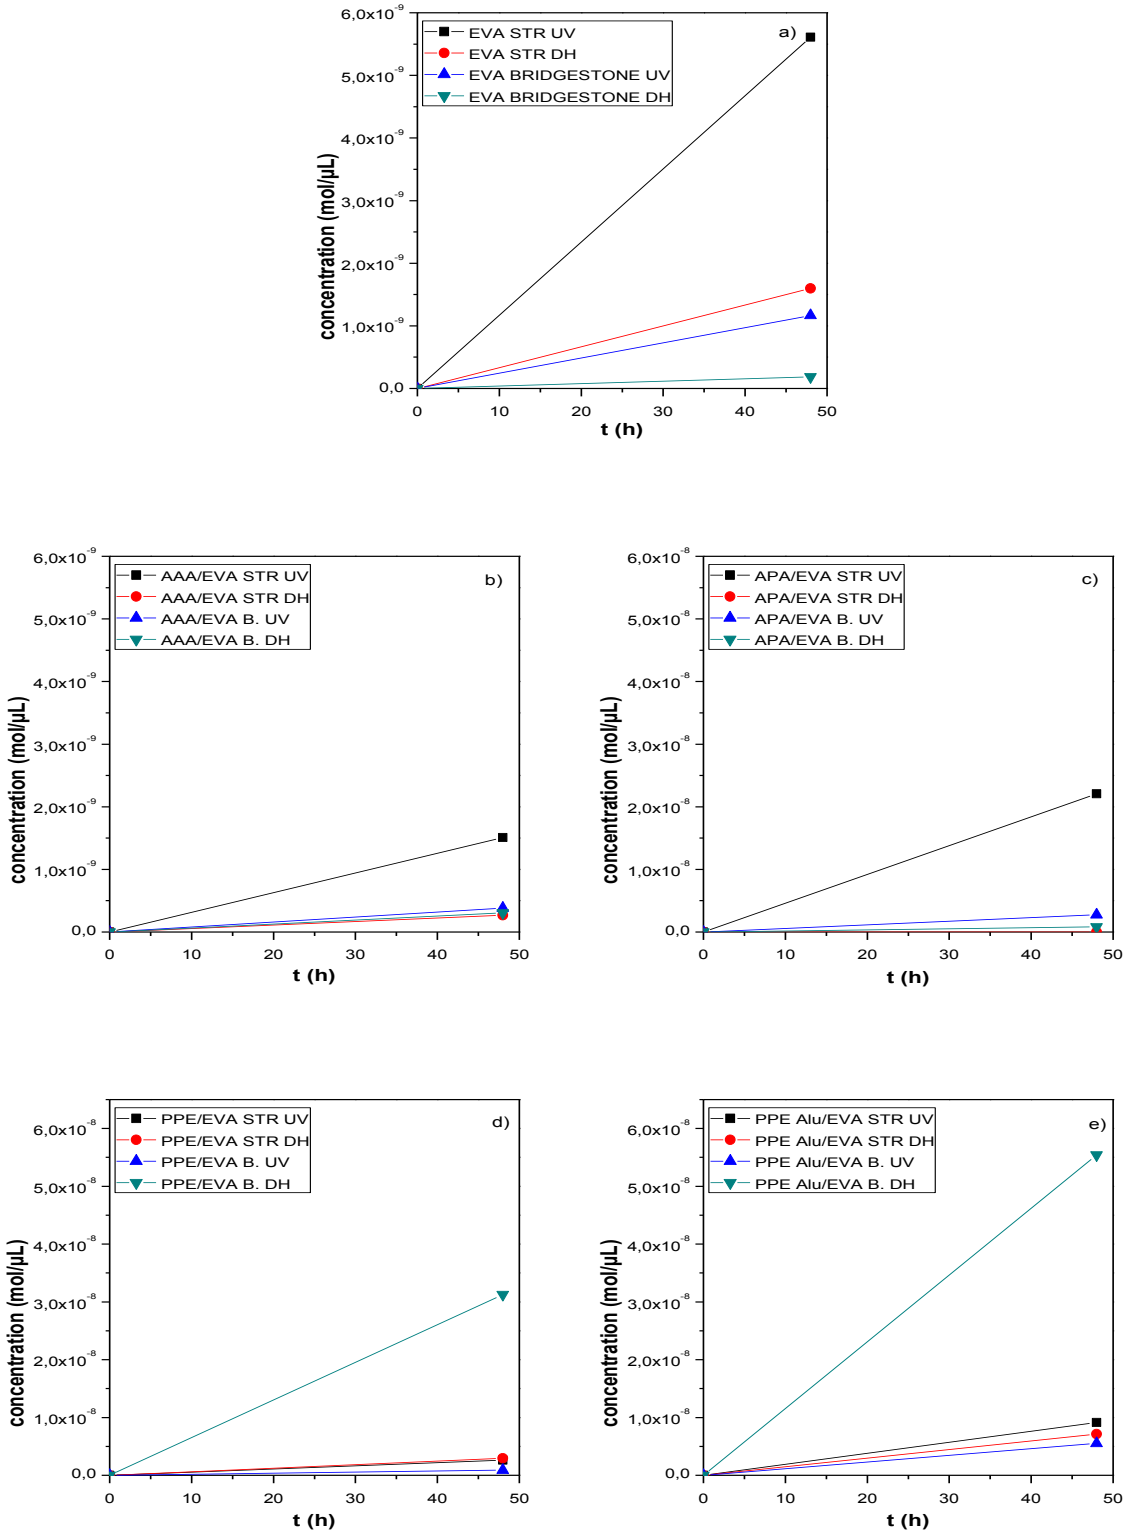 a)
EVA STR UV
EVA STR DH
EVA BRIDGESTONE UV
EVA BRIDGESTONE DH
6,0x10⁻⁹
5,0x10⁻⁹
4,0x10⁻⁹
3,0x10⁻⁹
2,0x10⁻⁹
1,0x10⁻⁹
0,0
concentration (mol/µL)
0 10 20 30 40 50
t (h)
b)
AAA/EVA STR UV
AAA/EVA STR DH
AAA/EVA B. UV
AAA/EVA B. DH
6,0x10⁻⁹
5,0x10⁻⁹
4,0x10⁻⁹
3,0x10⁻⁹
2,0x10⁻⁹
1,0x10⁻⁹
0,0
concentration (mol/µL)
0 10 20 30 40 50
t (h)
c)
APA/EVA STR UV
APA/EVA STR DH
APA/EVA B. UV
APA/EVA B. DH
6,0x10⁻⁸
5,0x10⁻⁸
4,0x10⁻⁸
3,0x10⁻⁸
2,0x10⁻⁸
1,0x10⁻⁸
0,0
concentration (mol/µL)
0 10 20 30 40 50
t (h)
d)
PPE/EVA STR UV
PPE/EVA STR DH
PPE/EVA B. UV
PPE/EVA B. DH
6,0x10⁻⁸
5,0x10⁻⁸
4,0x10⁻⁸
3,0x10⁻⁸
2,0x10⁻⁸
1,0x10⁻⁸
0,0
concentration (mol/µL)
0 10 20 30 40 50
t (h)
e)
PPE Alu/EVA STR UV
PPE Alu/EVA STR DH
PPE Alu/EVA B. UV
PPE Alu/EVA B. DH
6,0x10⁻⁸
5,0x10⁻⁸
4,0x10⁻⁸
3,0x10⁻⁸
2,0x10⁻⁸
1,0x10⁻⁸
0,0
concentration (mol/µL)
0 10 20 30 40 50
t (h)